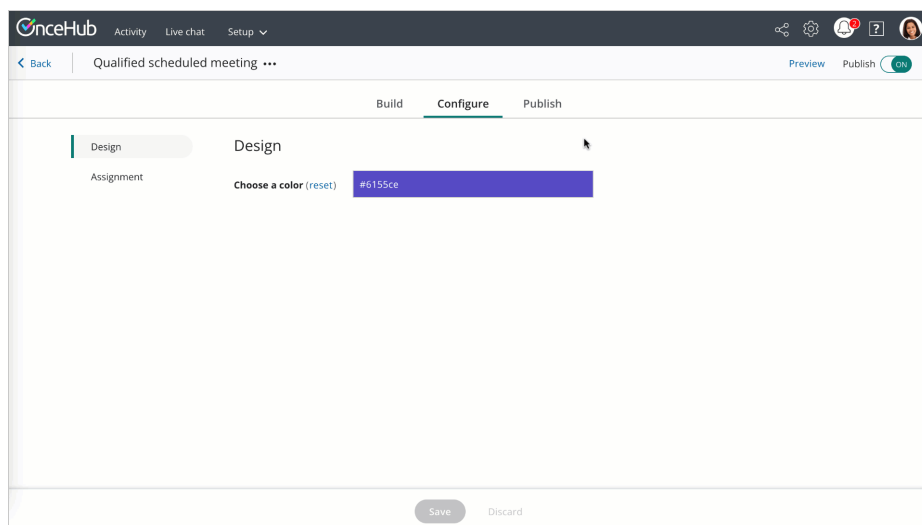 OnceHub Activity Live chat Setup 2 ?
Back Qualified scheduled meeting ••• Preview Publish ON
Build Configure Publish
Design
Assignment
Design
Choose a color (reset) #6155ce
Save Discard